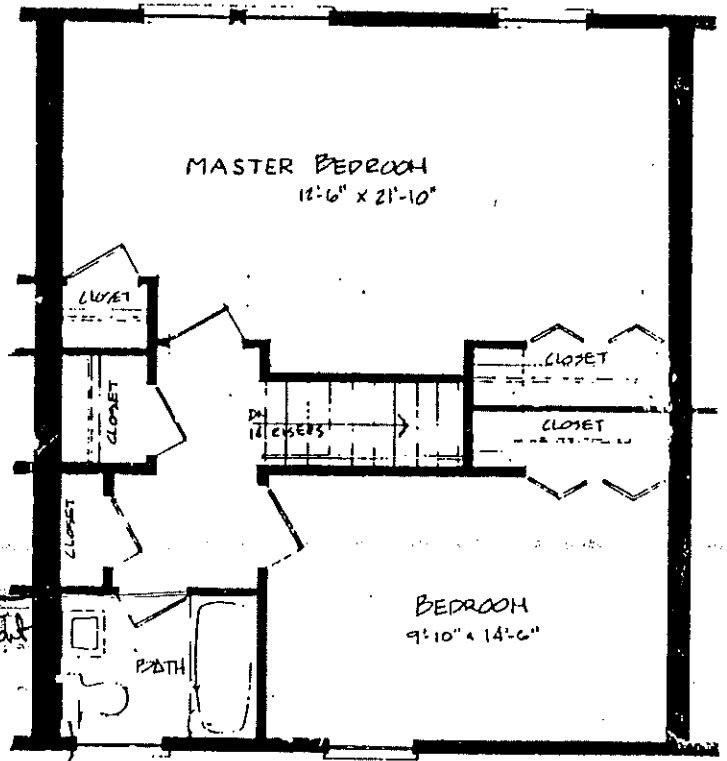 MASTER BEDROOM
12'-6" x 21'-10"
CLOSET
CLOSET
CLOSET
DN
16 RISERS
CLOSET
CLOSET
BEDROOM
9'-10" x 14'-6"
BATH